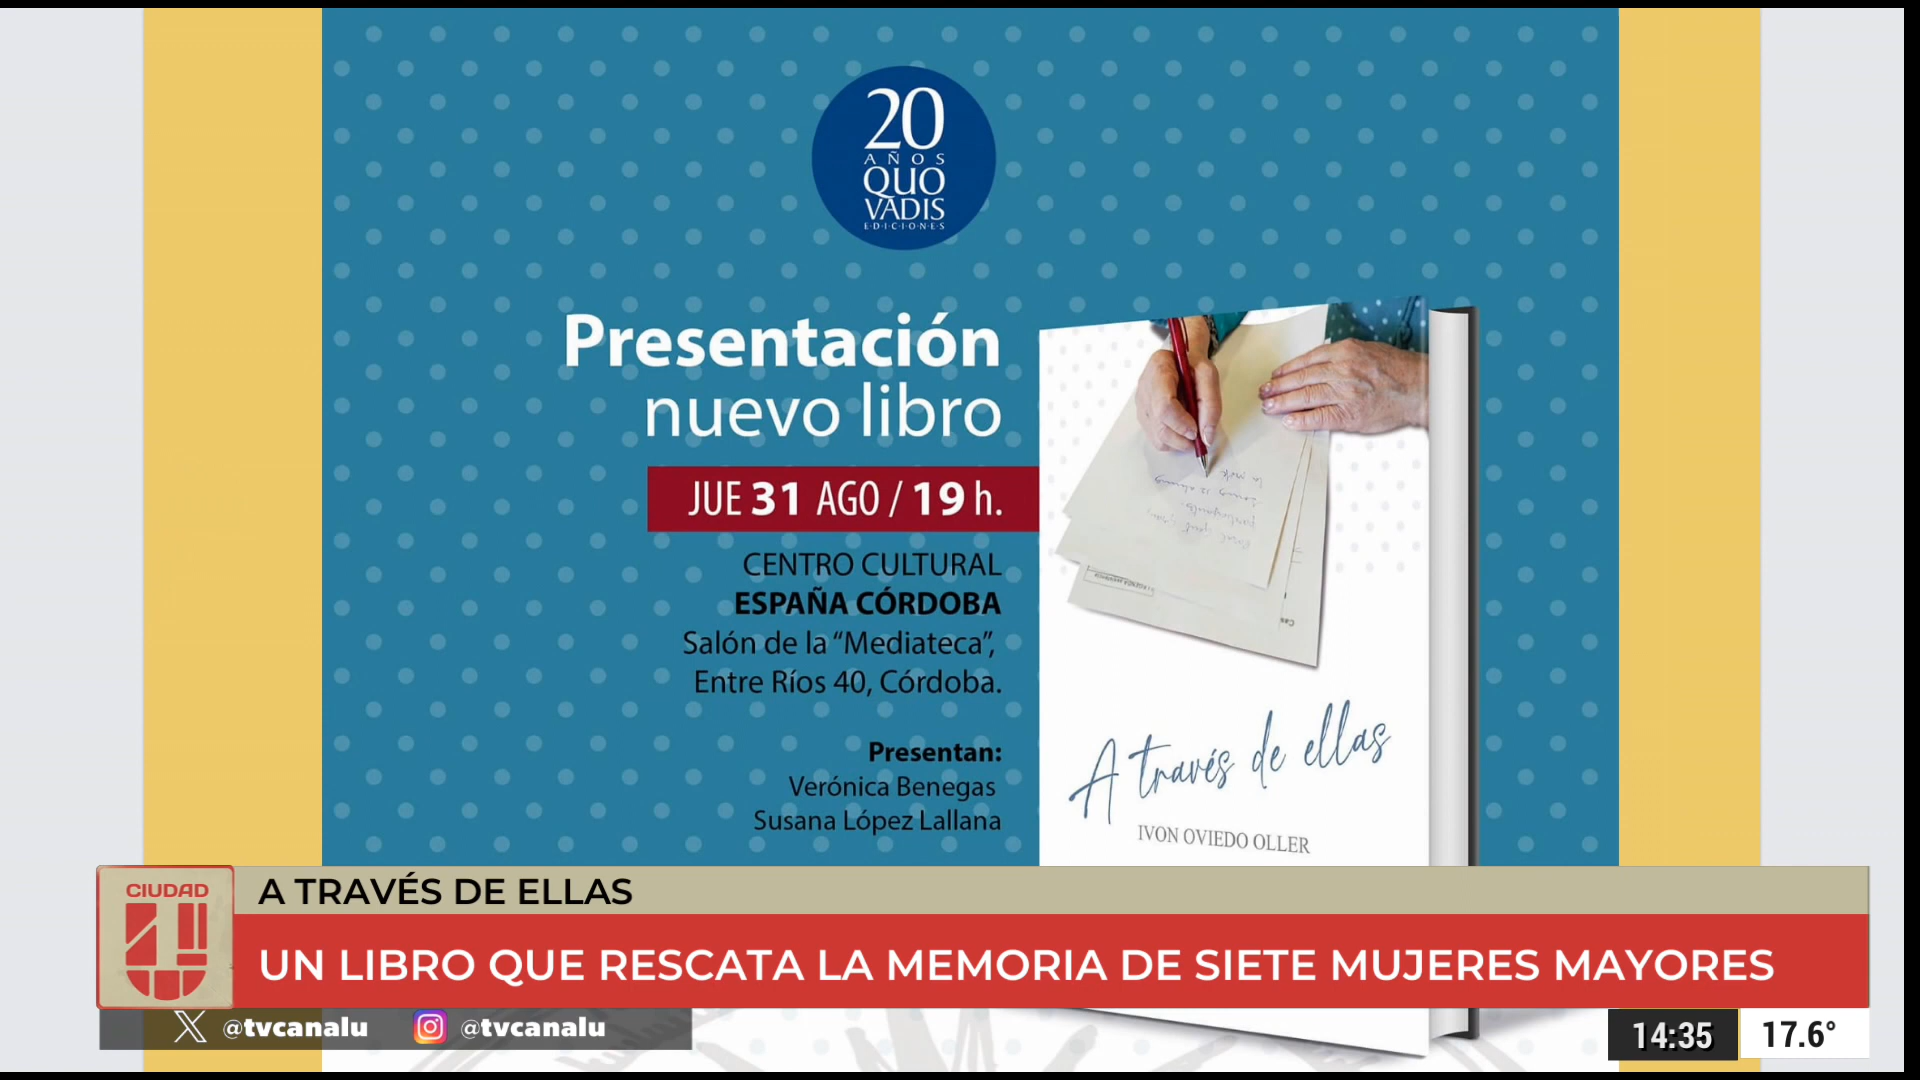 20
AÑOS
QUO
VADIS
EDICIONES
Presentación
nuevo libro
JUE 31 AGO / 19 h.
CENTRO CULTURAL
ESPAÑA CÓRDOBA
Salón de la “Mediateca”,
Entre Ríos 40, Córdoba.
Presentan:
Verónica Benegas
Susana López Lallana
A través de ellas
IVON OVIEDO OLLER
CIUDAD
U
A TRAVÉS DE ELLAS
UN LIBRO QUE RESCATA LA MEMORIA DE SIETE MUJERES MAYORES
@tvcanalu
@tvcanalu
14:35
17.6°